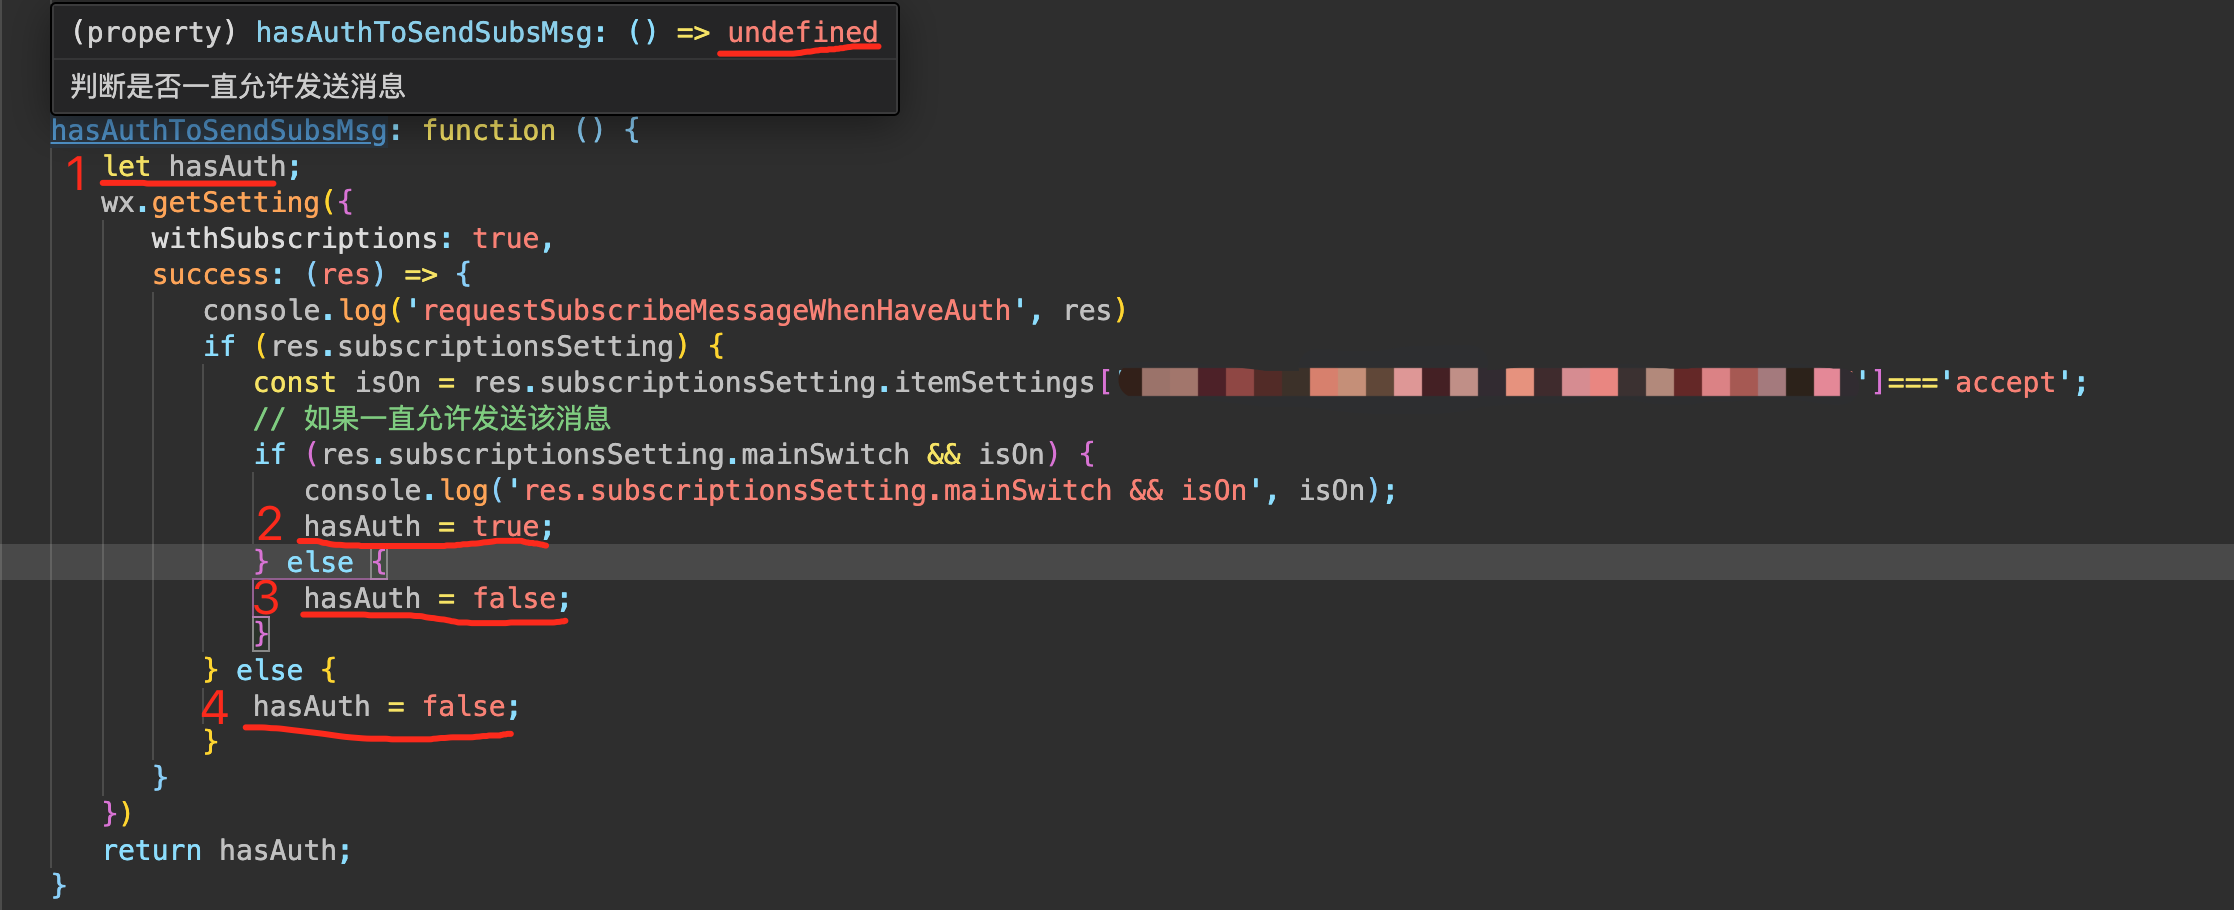 (property) hasAuthToSendSubsMsg: () => undefined
判断是否一直允许发送消息
hasAuthToSendSubsMsg: function () {
1 let hasAuth;
wx.getSetting({
withSubscriptions: true,
success: (res) => {
console.log('requestSubscribeMessageWhenHaveAuth', res)
if (res.subscriptionsSetting) {
const isOn = res.subscriptionsSetting.itemSettings[' ']==='accept';
// 如果一直允许发送该消息
if (res.subscriptionsSetting.mainSwitch && isOn) {
console.log('res.subscriptionsSetting.mainSwitch && isOn', isOn);
2 hasAuth = true;
} else {
3 hasAuth = false;
}
} else {
4 hasAuth = false;
}
}
})
return hasAuth;
}